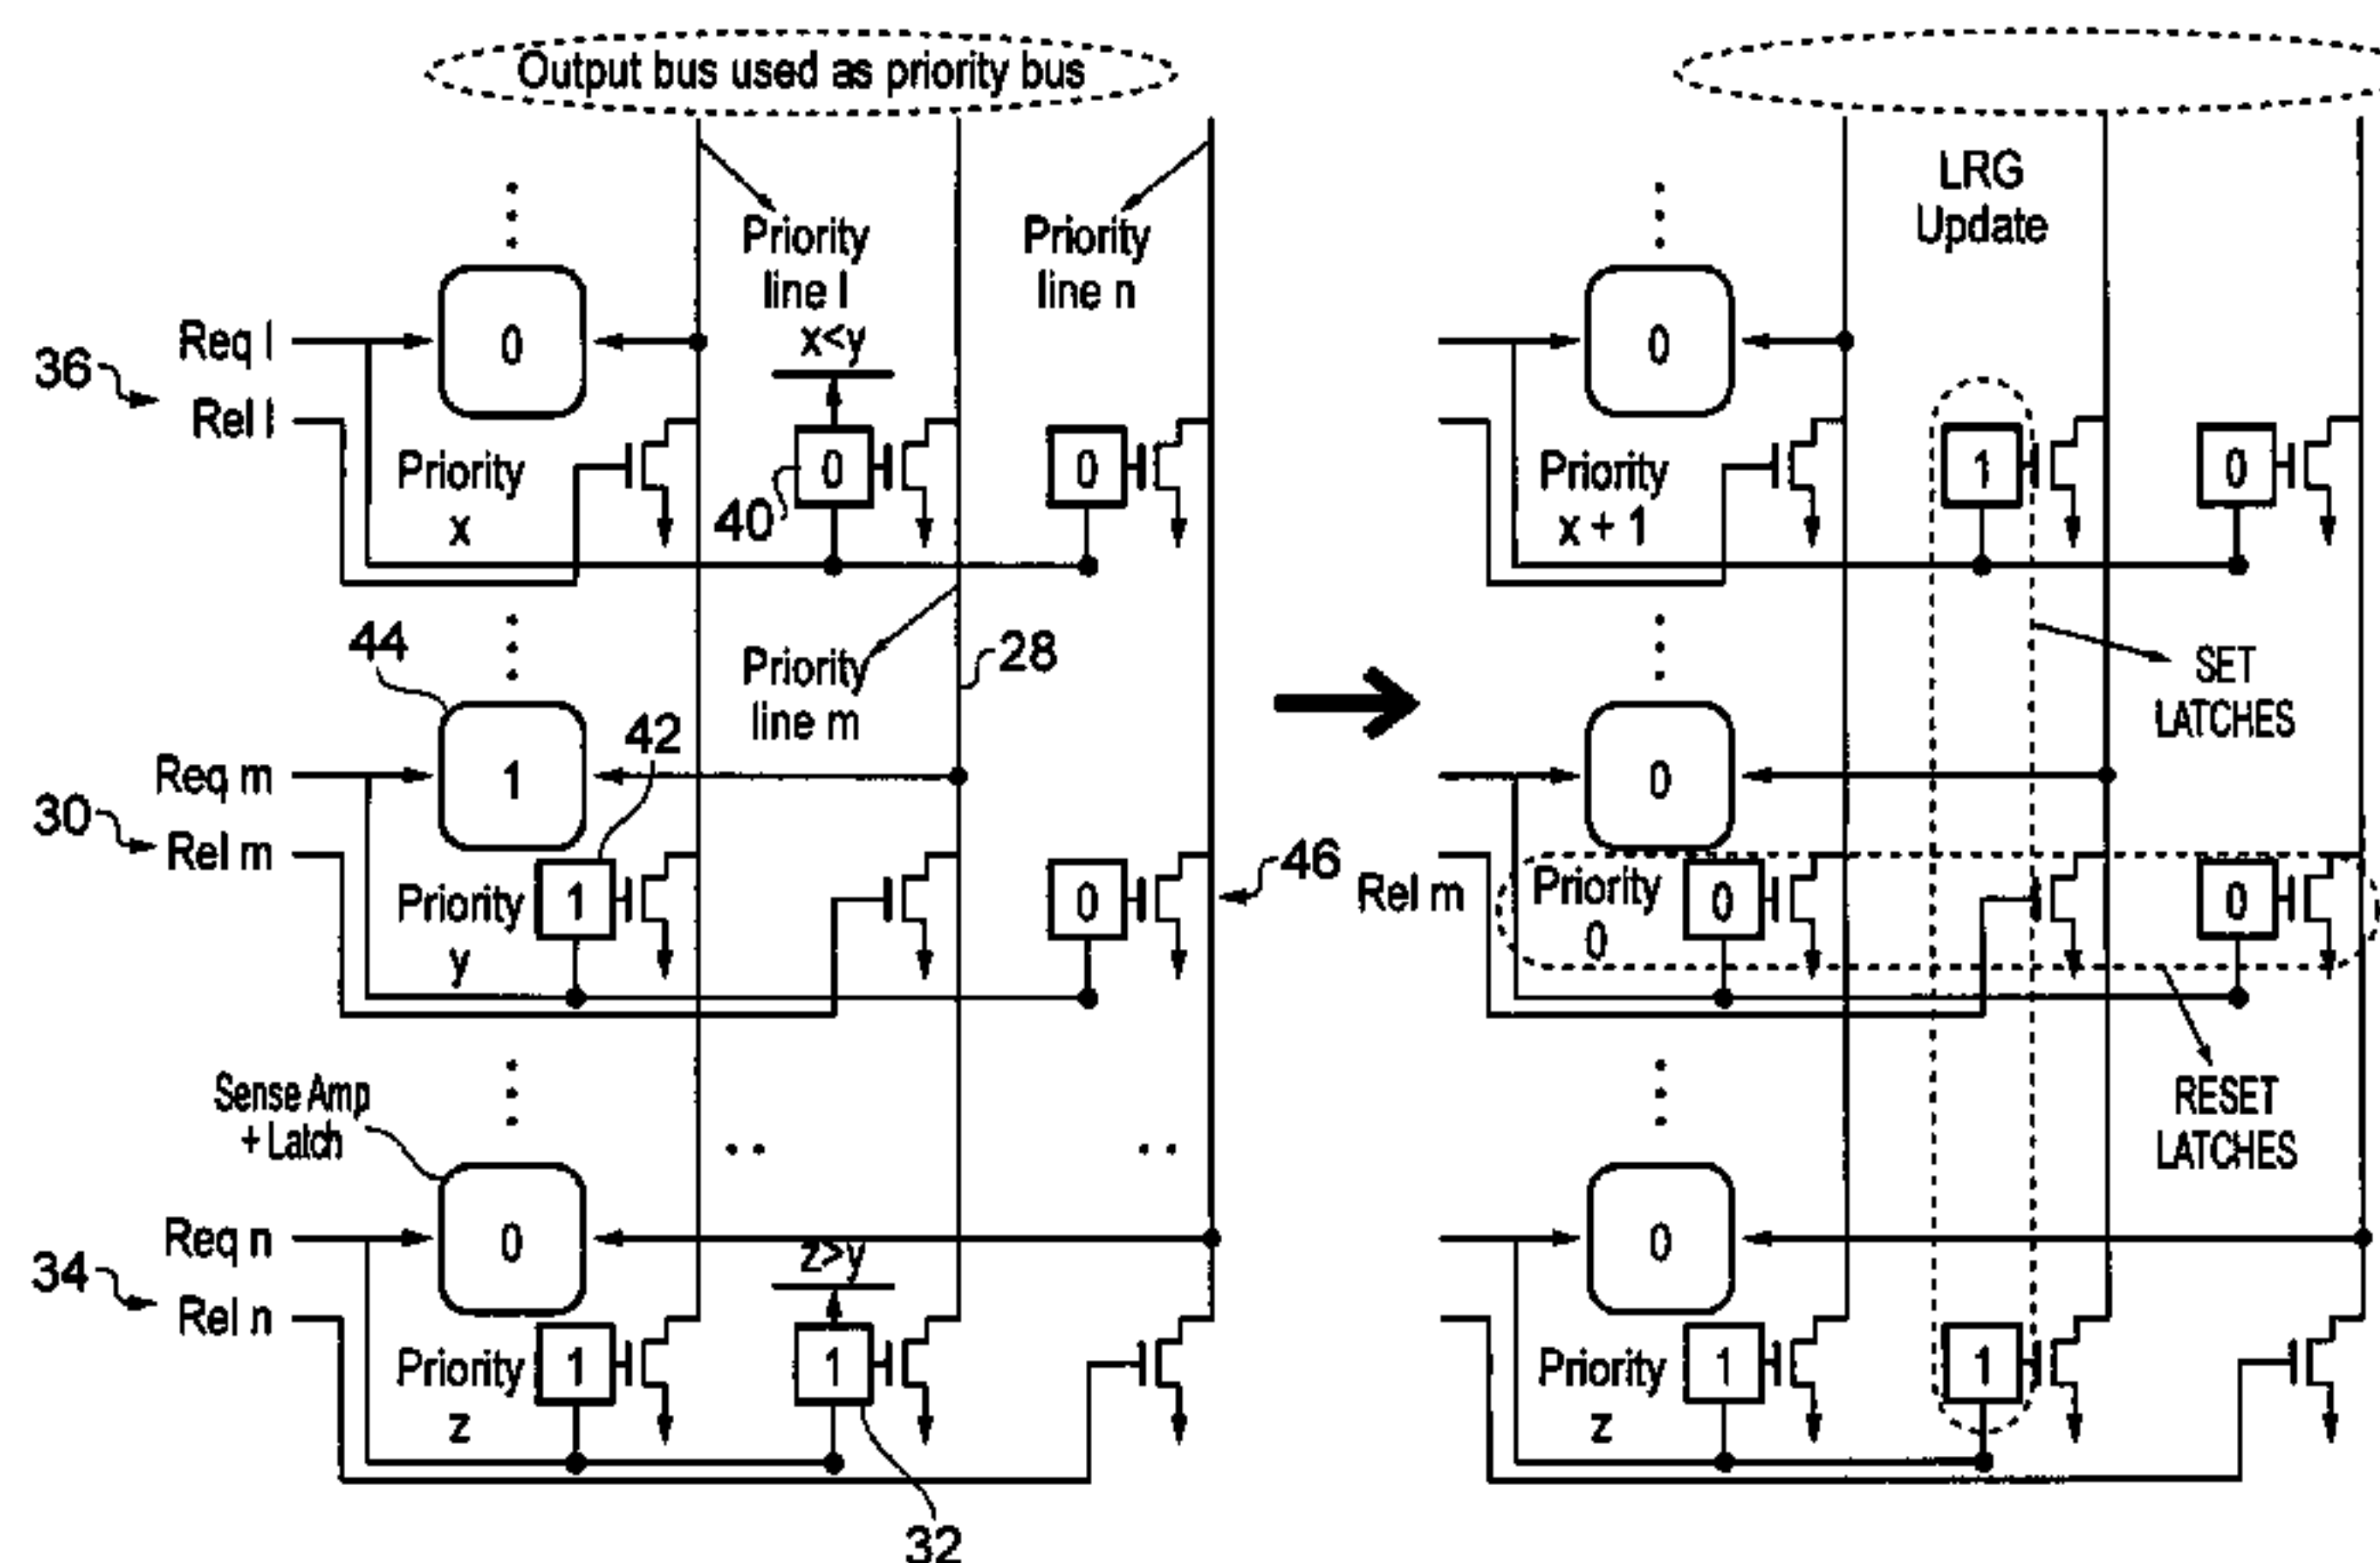 Output bus used as priority bus
LRG
Update
Priority
line l
Priority
line n
x<y
Req l
0
36
Rel l
Priority
x
40
0
0
0
Priority
x + 1
1
0
44
Priority
line m
28
SET
LATCHES
42
Req m
1
30
Rel m
Priority
y
1
0
46
0
Rel m
Priority
0
0
0
Sense Amp
+ Latch
RESET
LATCHES
Req n
0
z>y
34
Rel n
Priority
z
1
1
32
0
Priority
z
1
1